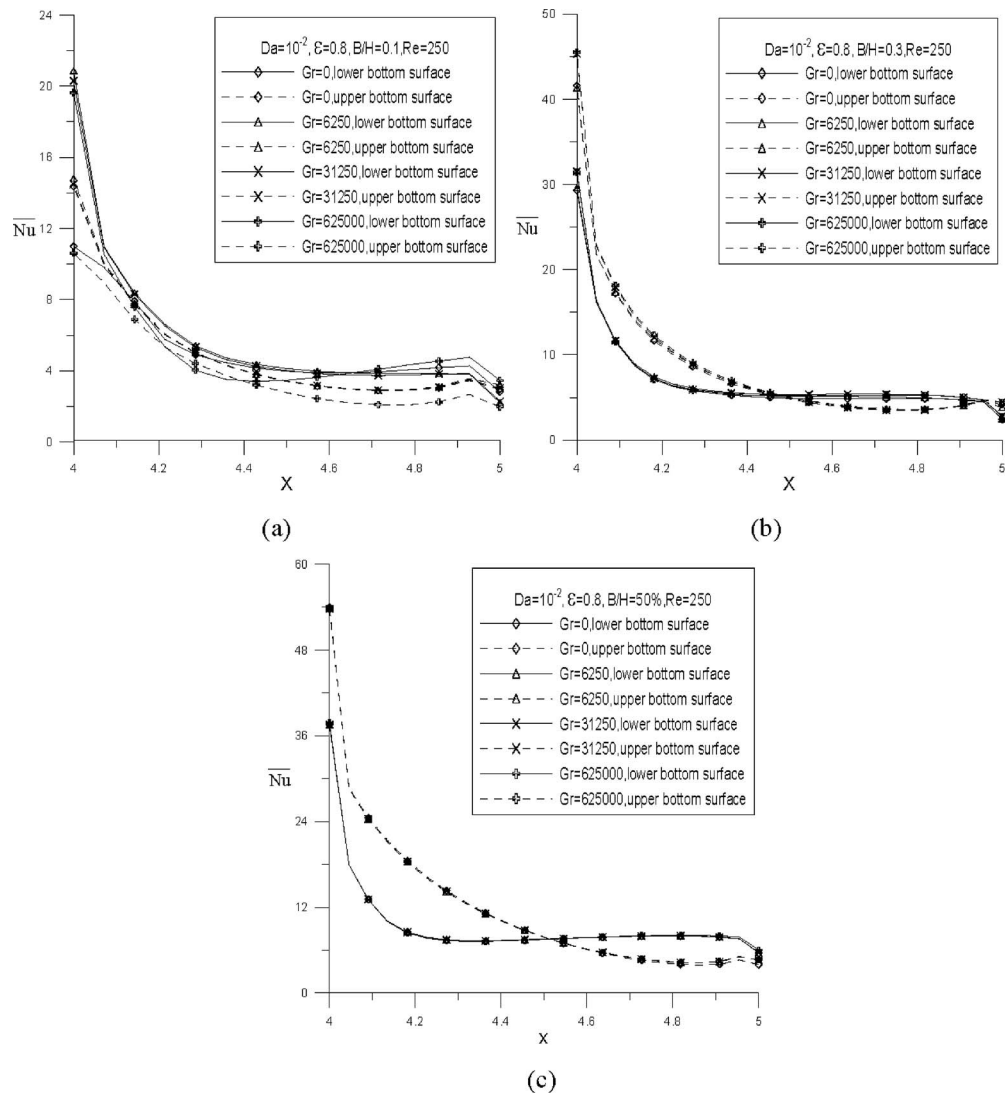 24
20
16
12
8
4
0
Nu
4
4.2
4.4
4.6
4.8
5
X
Da=10⁻², Ɛ=0.8, B/H=0.1,Re=250
Gr=0,lower bottom surface
Gr=0,upper bottom surface
Gr=6250,lower bottom surface
Gr=6250,upper bottom surface
Gr=31250,lower bottom surface
Gr=31250,upper bottom surface
Gr=625000,lower bottom surface
Gr=625000,upper bottom surface
(a)
50
40
30
20
10
0
Nu
4
4.2
4.4
4.6
4.8
5
X
Da=10⁻², Ɛ=0.8, B/H=0.3,Re=250
Gr=0,lower bottom surface
Gr=0,upper bottom surface
Gr=6250,lower bottom surface
Gr=6250,upper bottom surface
Gr=31250,lower bottom surface
Gr=31250,upper bottom surface
Gr=625000,lower bottom surface
Gr=625000,upper bottom surface
(b)
60
48
36
24
12
0
Nu
4
4.2
4.4
4.6
4.8
5
X
Da=10⁻², Ɛ=0.8, B/H=50%,Re=250
Gr=0,lower bottom surface
Gr=0,upper bottom surface
Gr=6250,lower bottom surface
Gr=6250,upper bottom surface
Gr=31250,lower bottom surface
Gr=31250,upper bottom surface
Gr=625000,lower bottom surface
Gr=625000,upper bottom surface
(c)